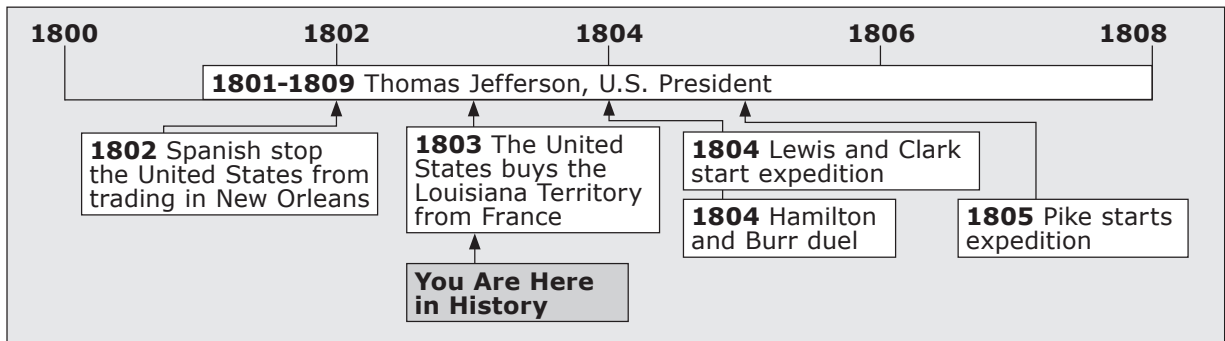 1800 1802 1804 1806 1808
1801-1809 Thomas Jefferson, U.S. President
1802 Spanish stop
the United States from
trading in New Orleans
1803 The United
States buys the
Louisiana Territory
from France
1804 Lewis and Clark
start expedition
1804 Hamilton
and Burr duel
1805 Pike starts
expedition
You Are Here
in History